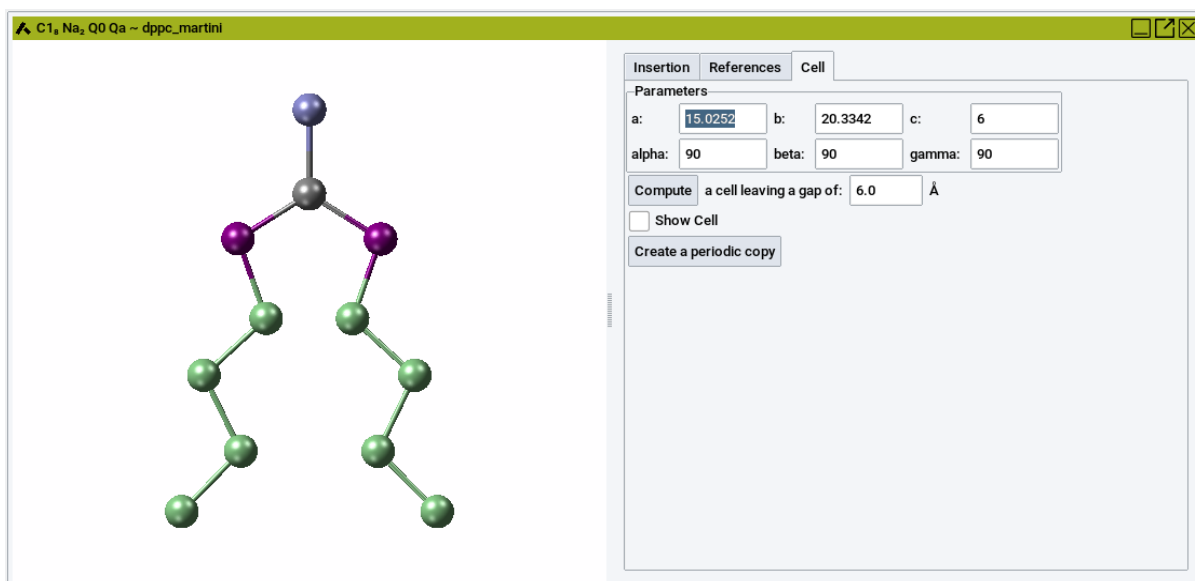 C1₈ Na₂ Q0 Qa ~ dppc_martini
Insertion References Cell
Parameters
a: 15.0252 b: 20.3342 c: 6
alpha: 90 beta: 90 gamma: 90
Compute a cell leaving a gap of: 6.0 Å
Show Cell
Create a periodic copy